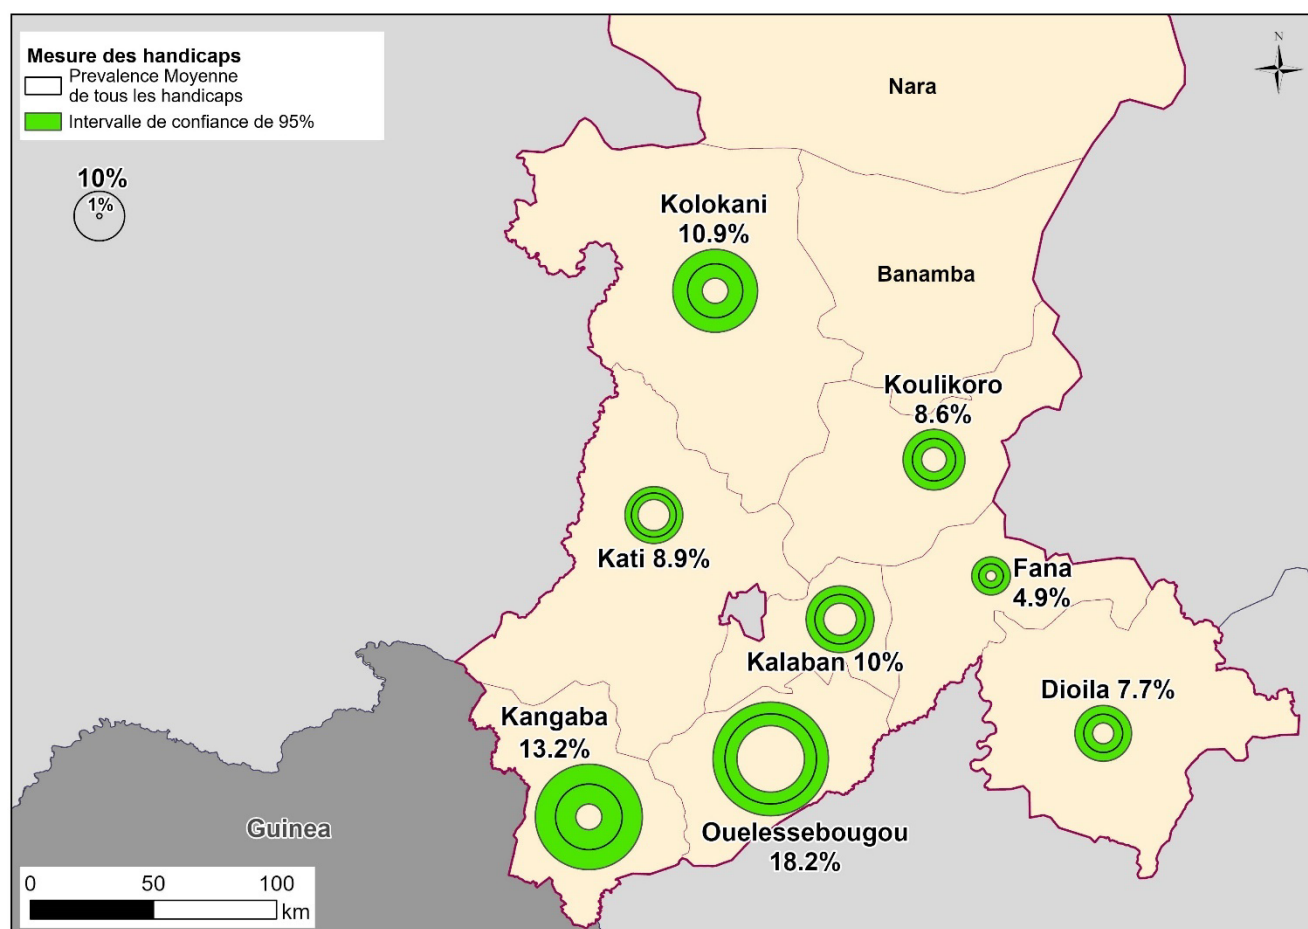 Mesure des handicaps
Prevalence Moyenne
de tous les handicaps
Intervalle de confiance de 95%
10%
1%
N
Nara
Kolokani
10.9%
Banamba
Koulikoro
8.6%
Kati 8.9%
Fana
4.9%
Kalaban 10%
Dioila 7.7%
Kangaba
13.2%
Ouelessebougou
18.2%
Guinea
0 50 100
km